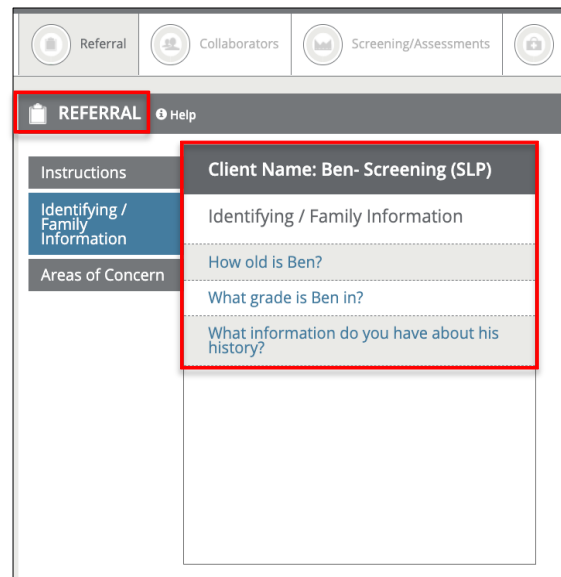 Referral
Collaborators
Screening/Assessments
REFERRAL
Help
Instructions
Identifying /
Family
Information
Areas of Concern
Client Name: Ben- Screening (SLP)
Identifying / Family Information
How old is Ben?
What grade is Ben in?
What information do you have about his
history?